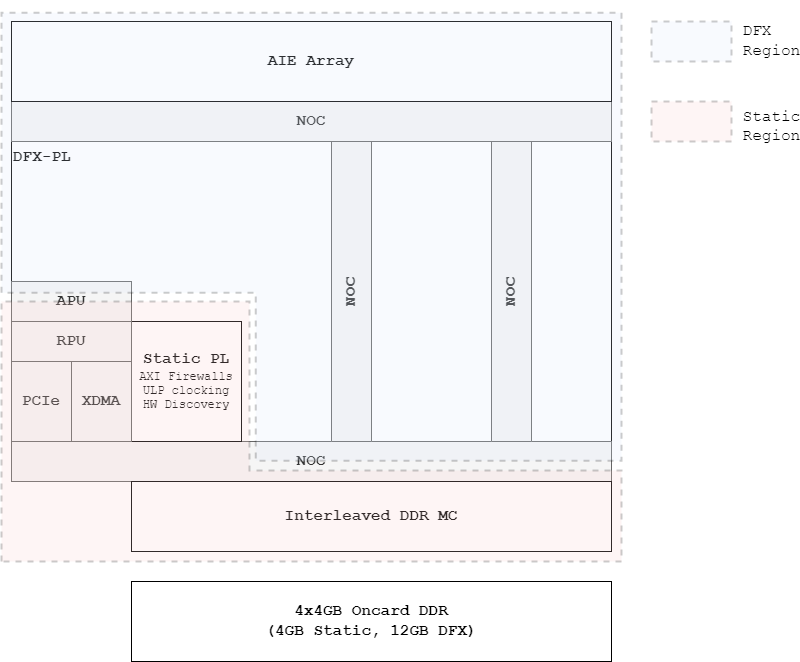 AIE Array
DFX
Region
NOC
Static
Region
DFX-PL
NOC
NOC
APU
RPU
Static PL
AXI Firewalls
ULP clocking
HW Discovery
PCIe
XDMA
NOC
Interleaved DDR MC
4x4GB Oncard DDR
(4GB Static, 12GB DFX)